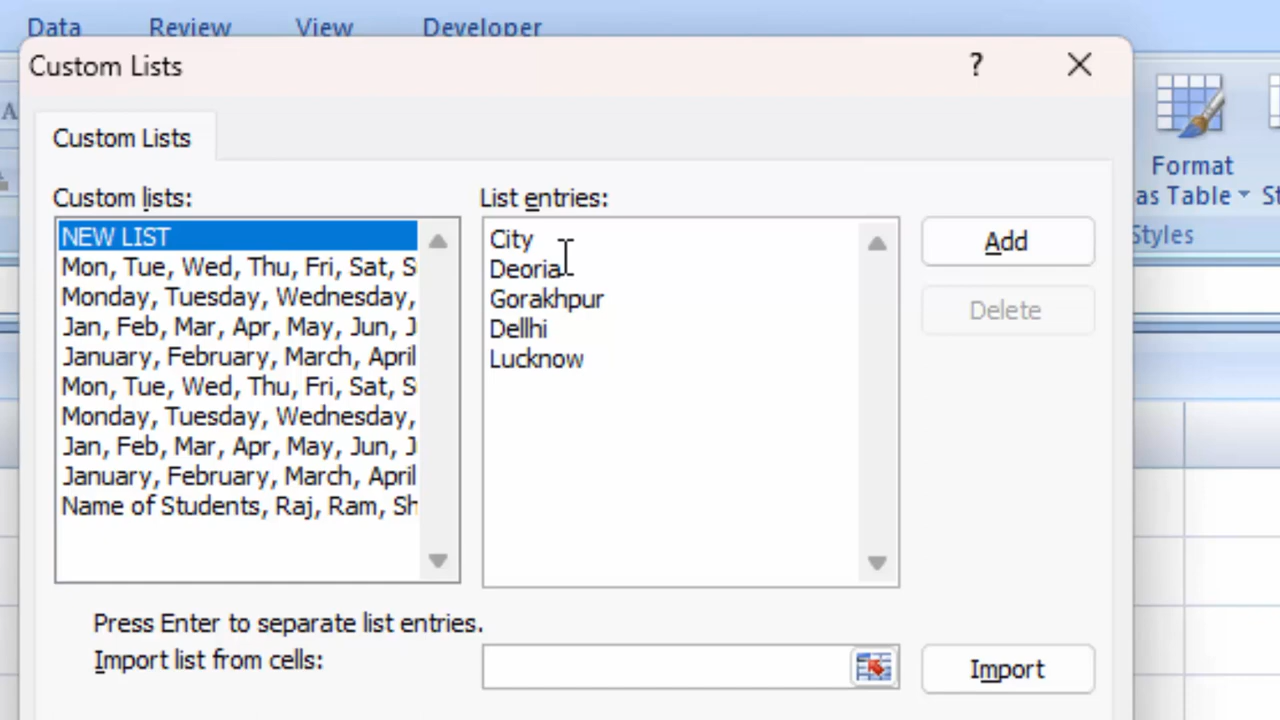 Data Review View Developer
Custom Lists ?
A
Custom Lists
Format
as Table
Styles
Custom lists:
NEW LIST
Mon, Tue, Wed, Thu, Fri, Sat, S
Monday, Tuesday, Wednesday,
Jan, Feb, Mar, Apr, May, Jun, J
January, February, March, April
Mon, Tue, Wed, Thu, Fri, Sat, S
Monday, Tuesday, Wednesday,
Jan, Feb, Mar, Apr, May, Jun, J
January, February, March, April
Name of Students, Raj, Ram, Sh
List entries:
City
Deoria
Gorakhpur
Dellhi
Lucknow
Add
Delete
Press Enter to separate list entries.
Import list from cells:
Import